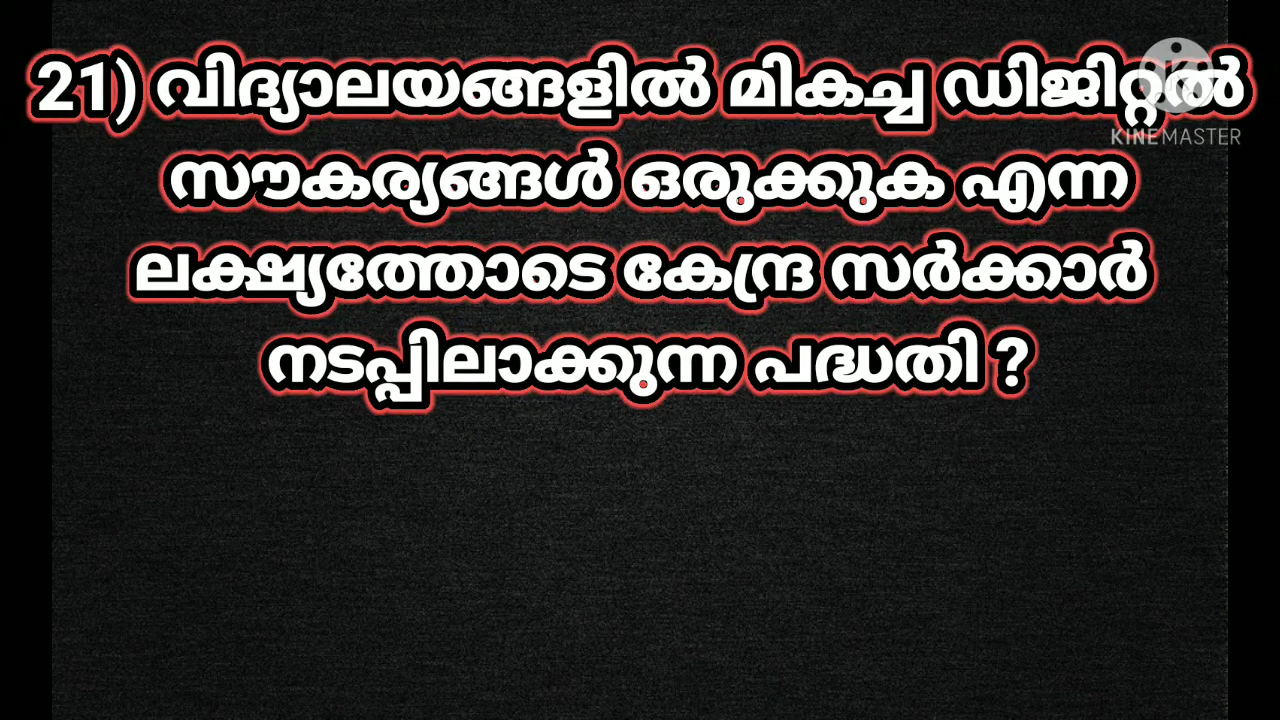 21) വിദ്യാലയങ്ങളിൽ മികച്ച ഡിജിറ്റൽ
സൗകര്യങ്ങൾ ഒരുക്കുക എന്ന
ലക്ഷ്യത്തോടെ കേന്ദ്ര സർക്കാർ
നടപ്പിലാക്കുന്ന പദ്ധതി ?
KINEMASTER